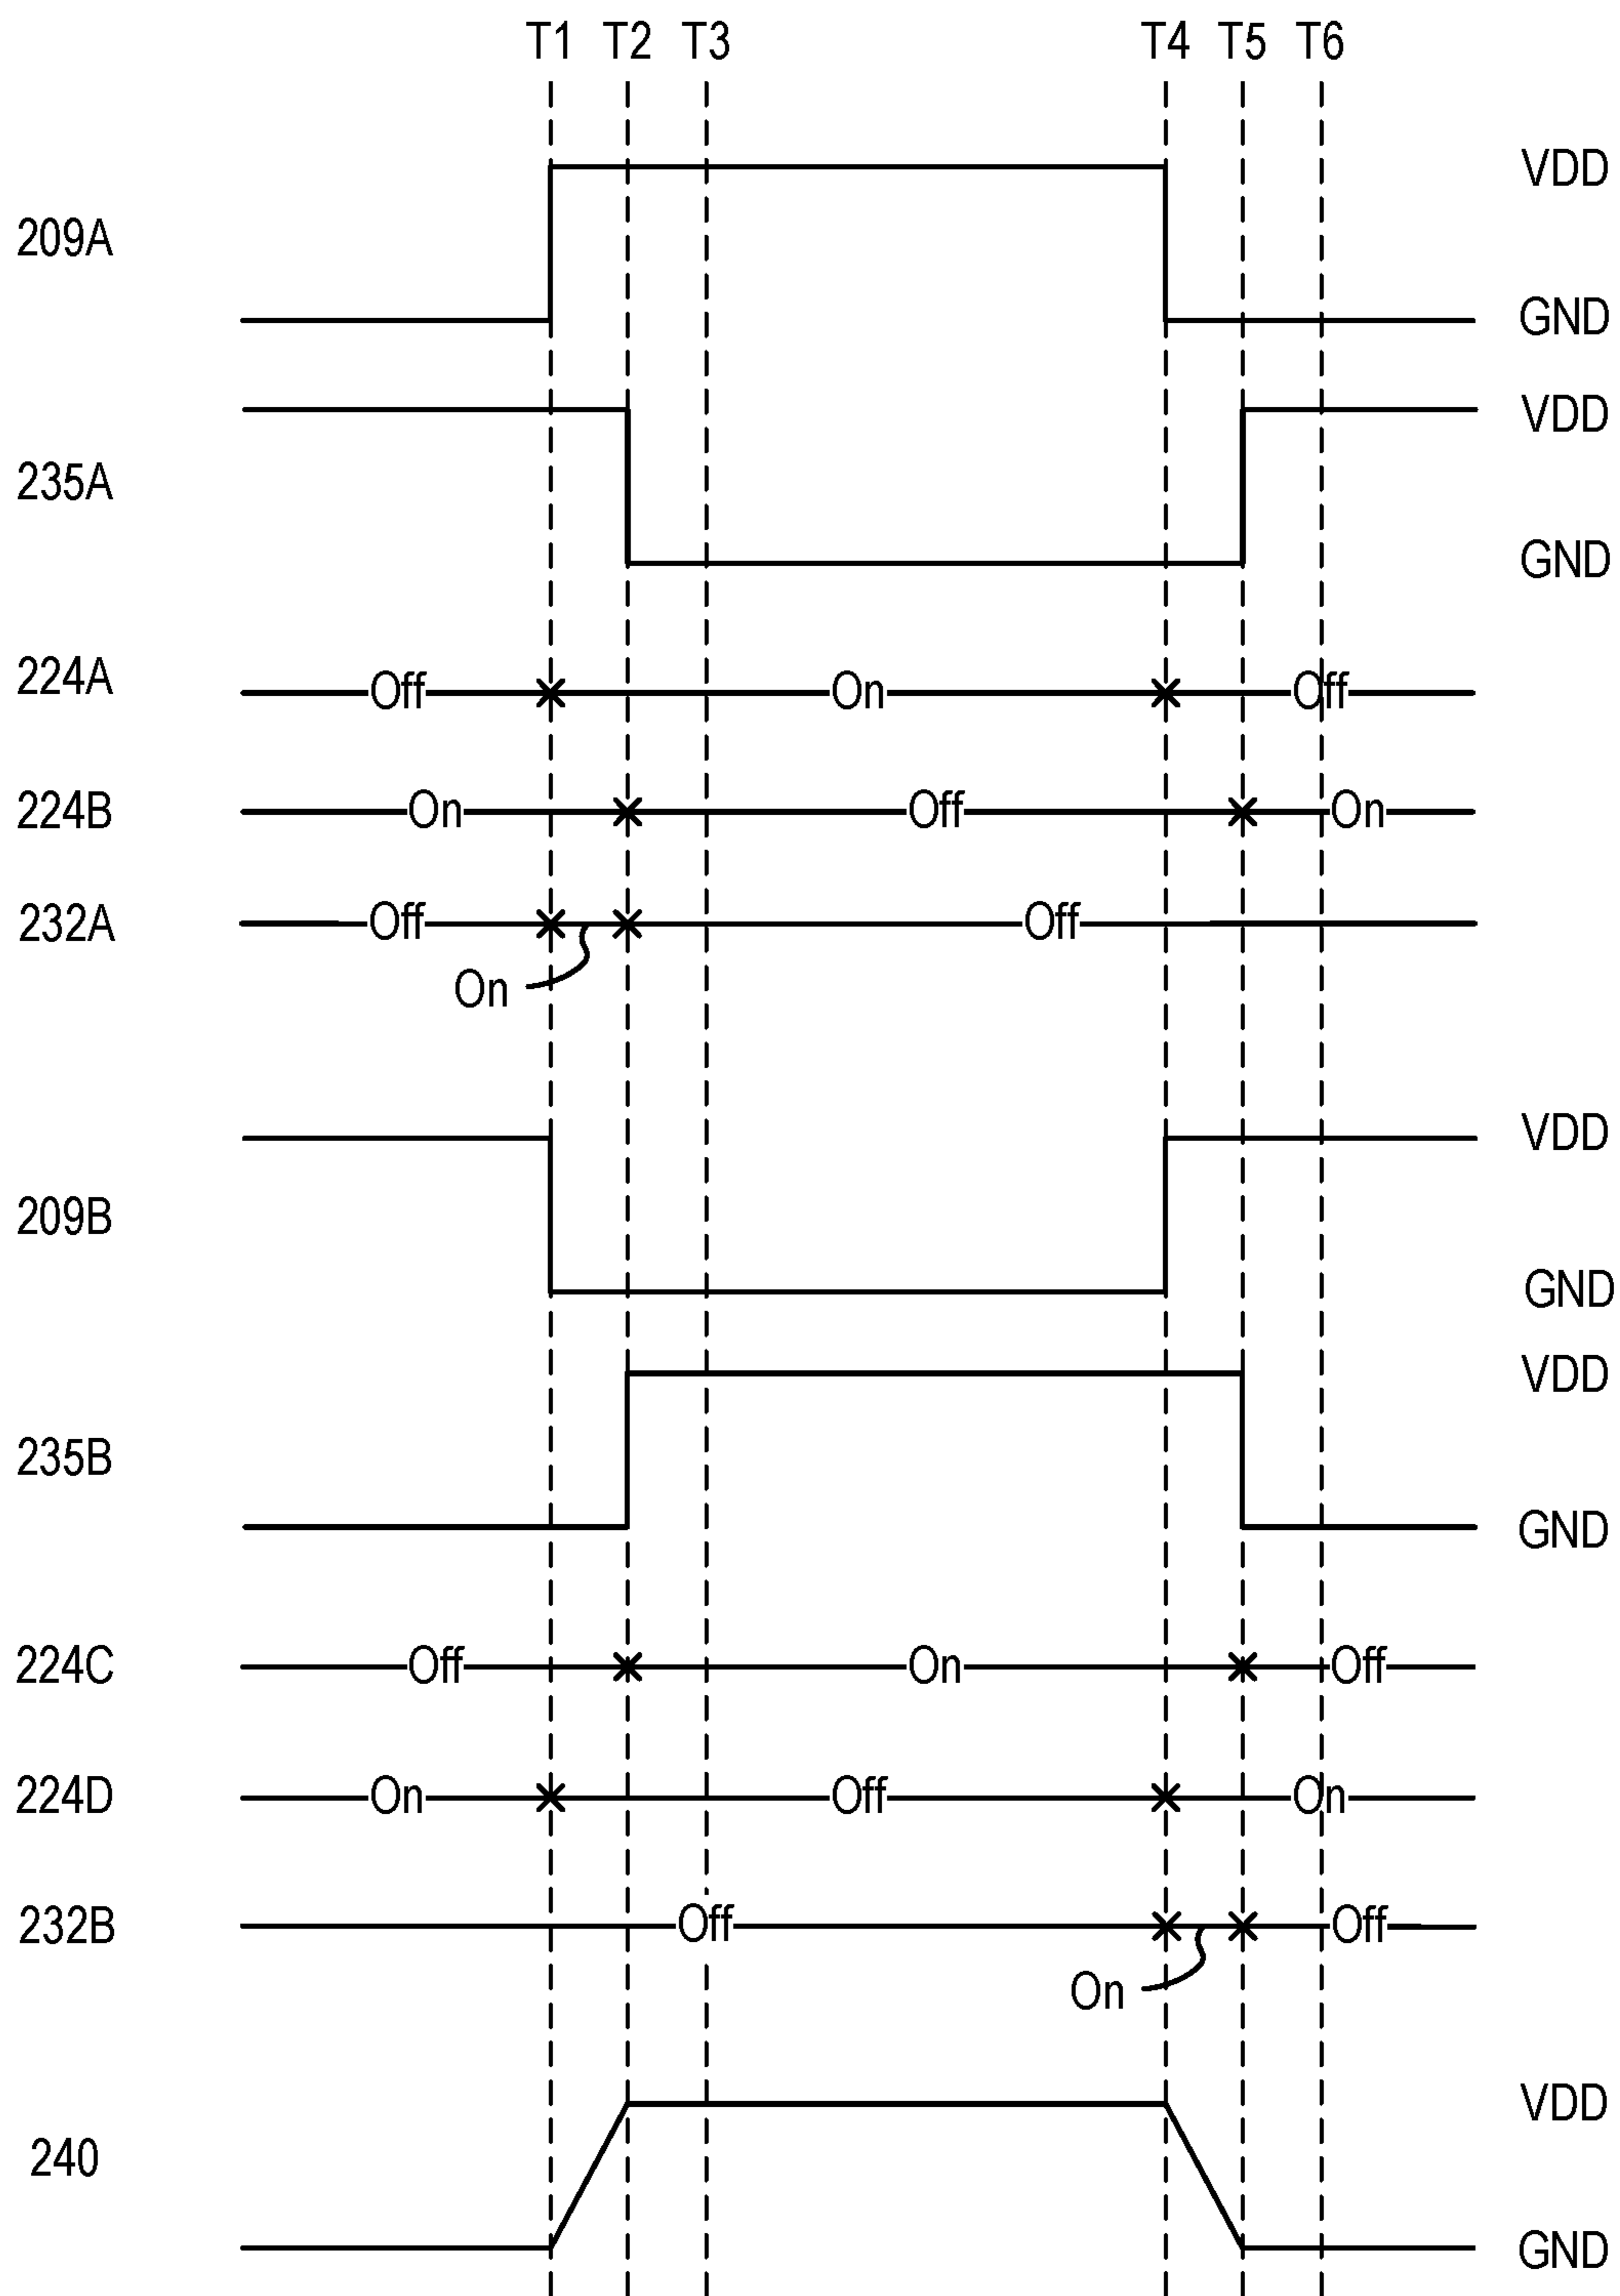 T1 T2 T3 T4 T5 T6
VDD
209A
GND
VDD
235A
GND
224A Off On Off
224B On Off On
232A Off Off
On
VDD
209B
GND
VDD
235B
GND
224C Off On Off
224D On Off On
232B Off Off
On
VDD
240
GND